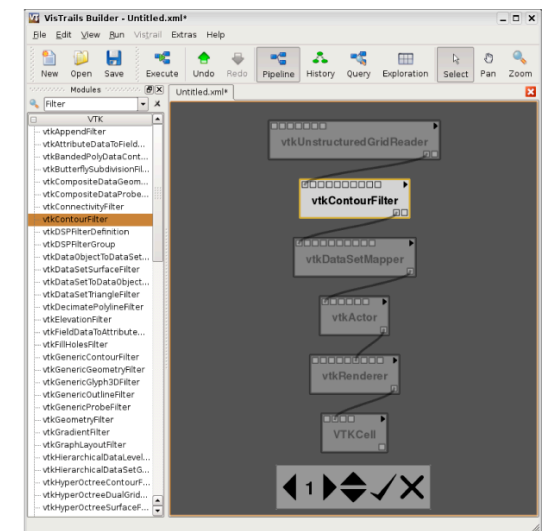 VisTrails Builder - Untitled.xml*
File Edit View Run Vistrail Extras Help
New Open Save Execute Undo Redo Pipeline History Query Exploration Select Pan Zoom
Modules
Untitled.xml*
Filter
VTK
vtkAppendFilter
vtkAttributeDataToField...
vtkBandedPolyDataCont...
vtkButterflySubdivisionFil...
vtkCompositeDataGeom...
vtkCompositeDataProbe...
vtkConnectivityFilter
vtkContourFilter
vtkDSPFilterDefinition
vtkDSPFilterGroup
vtkDataObjectToDataSet...
vtkDataSetSurfaceFilter
vtkDataSetToDataObject...
vtkDataSetTriangleFilter
vtkDecimatePolylineFilter
vtkElevationFilter
vtkFieldDataToAttribute...
vtkFillHolesFilter
vtkGenericContourFilter
vtkGenericGeometryFilter
vtkGenericGlyph3DFilter
vtkGenericOutlineFilter
vtkGenericProbeFilter
vtkGeometryFilter
vtkGradientFilter
vtkGraphLayoutFilter
vtkHierarchicalDataLevel...
vtkHierarchicalDataSetG...
vtkHyperOctreeContourF...
vtkHyperOctreeDualGrid...
vtkHyperOctreeSurfaceF...
vtkUnstructuredGridReader
vtkContourFilter
vtkDataSetMapper
vtkActor
vtkRenderer
VTKCell
1